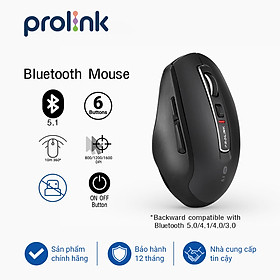 prolink
Bluetooth Mouse
5.1
6
Buttons
10m 360°
800/1200/1600
DPI
ON OFF
Button
*Backward compatible with
Bluetooth 5.0/4.1/4.0/3.0
Sản phẩm
chính hãng
Bảo hành
12 tháng
Nhà cung cấp
tin cậy